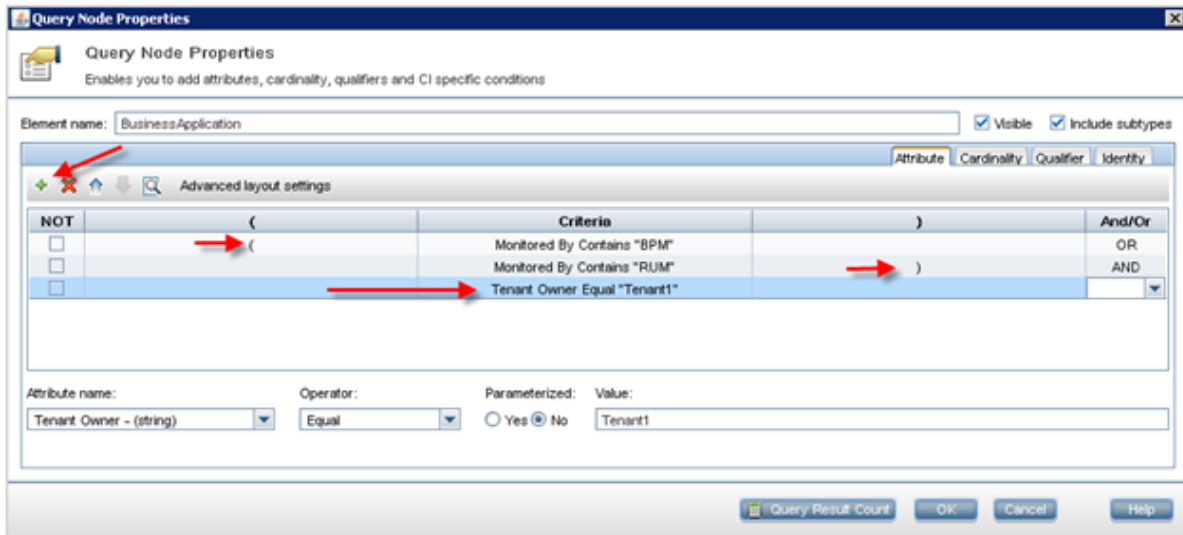 Query Node Properties
Query Node Properties
Enables you to add attributes, cardinality, qualifiers and CI specific conditions
Element name: BusinessApplication Visible Include subtypes
Attribute Cardinality Qualifier Identity
Advanced layout settings
NOT ( Criteria ) And/Or
( Monitored By Contains "BPM" OR
Monitored By Contains "RUM" ) AND
Tenant Owner Equal "Tenant1"
Attribute name: Operator: Parameterized: Value:
Tenant Owner - (string) Equal Yes No Tenant1
Query Result Count OK Cancel Help